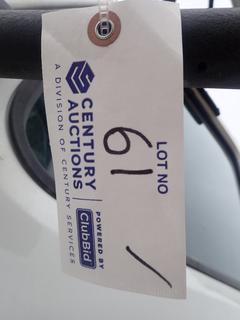 LOT NO
61 /
CENTURY
AUCTIONS
A DIVISION OF CENTURY SERVICES
POWERED BY
ClubBid